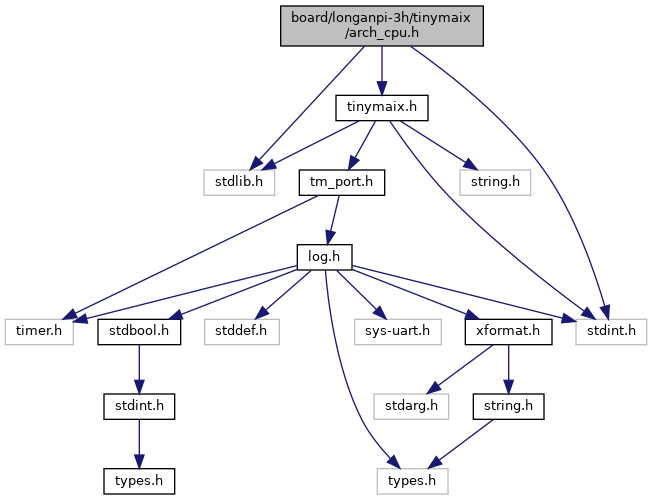 board/longanpi-3h/tinymaix
/arch_cpu.h
tinymaix.h
stdlib.h
tm_port.h
string.h
log.h
timer.h
stdbool.h
stddef.h
sys-uart.h
xformat.h
stdint.h
stdint.h
stdarg.h
string.h
types.h
types.h